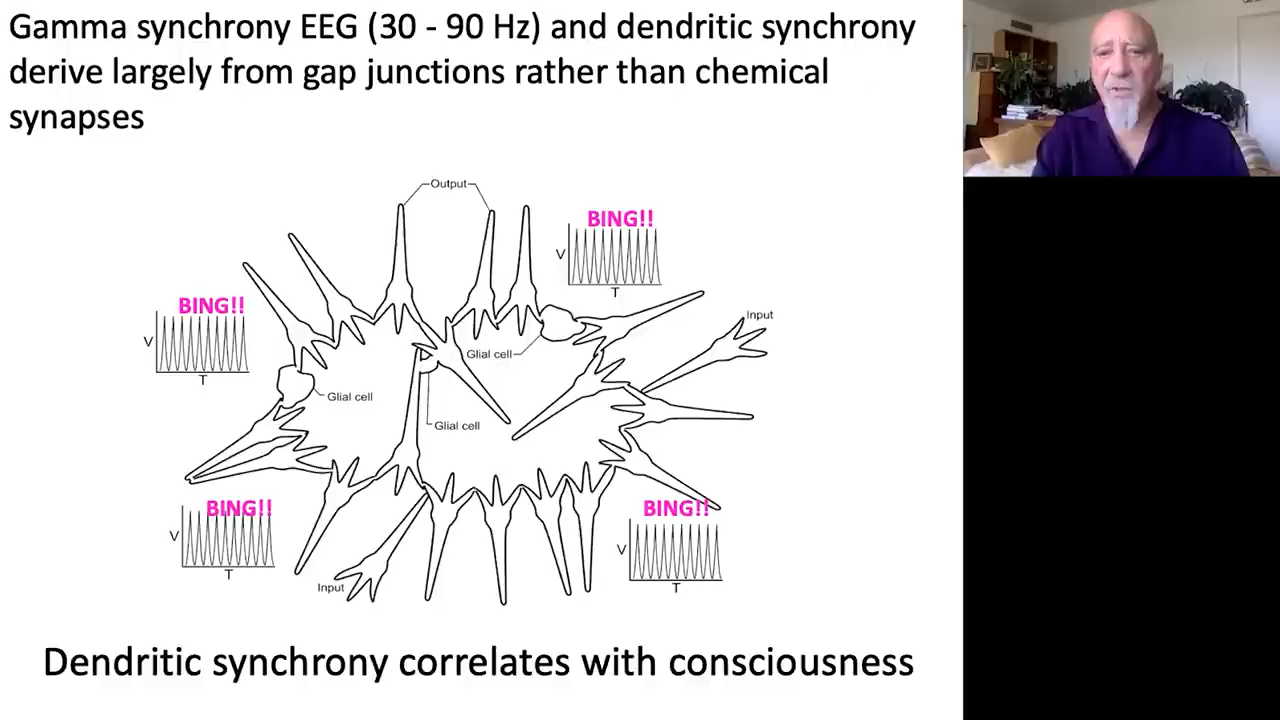 Gamma synchrony EEG (30 - 90 Hz) and dendritic synchrony
derive largely from gap junctions rather than chemical
synapses
Output
BING!!
V
T
BING!!
V
T
Input
Glial cell
Glial cell
Glial cell
BING!!
V
T
BING!!
V
T
Input
Dendritic synchrony correlates with consciousness